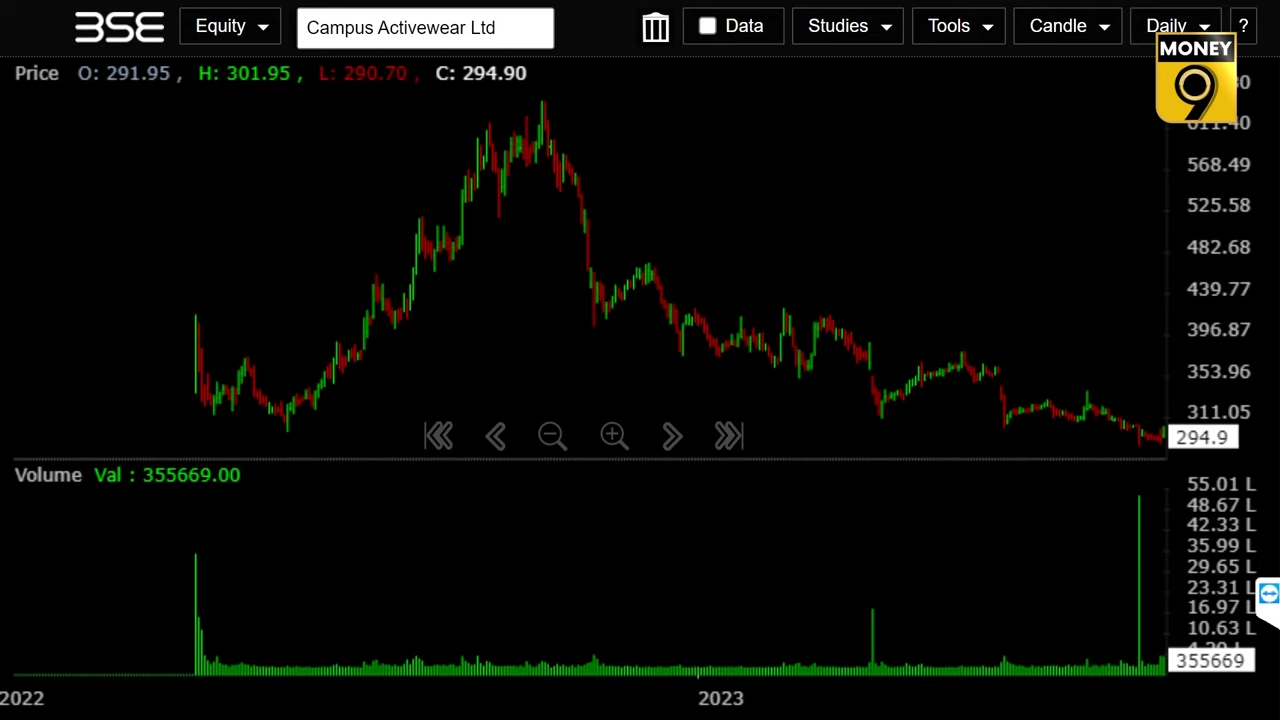 BSE Equity Campus Activewear Ltd Data Studies Tools Candle Daily ?
MONEY
9
Price O: 291.95 , H: 301.95 , L: 290.70 , C: 294.90
611.40
568.49
525.58
482.68
439.77
396.87
353.96
311.05
294.9
Volume Val : 355669.00
55.01 L
48.67 L
42.33 L
35.99 L
29.65 L
23.31 L
16.97 L
10.63 L
355669
2022 2023